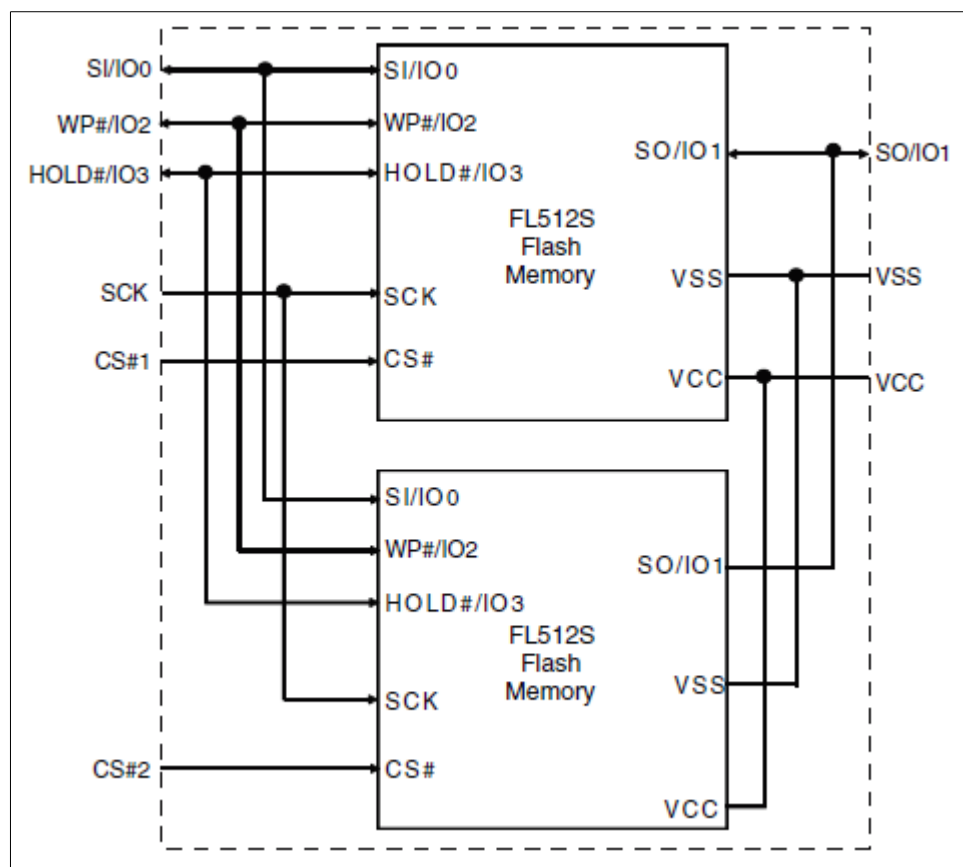 SI/IO0
WP#/IO2
HOLD#/IO3
SCK
CS#1
SI/IO0
WP#/IO2
HOLD#/IO3
SCK
CS#
FL512S
Flash
Memory
SO/IO1
VSS
VCC
SO/IO1
VSS
VCC
CS#2
SI/IO0
WP#/IO2
HOLD#/IO3
SCK
CS#
FL512S
Flash
Memory
SO/IO1
VSS
VCC